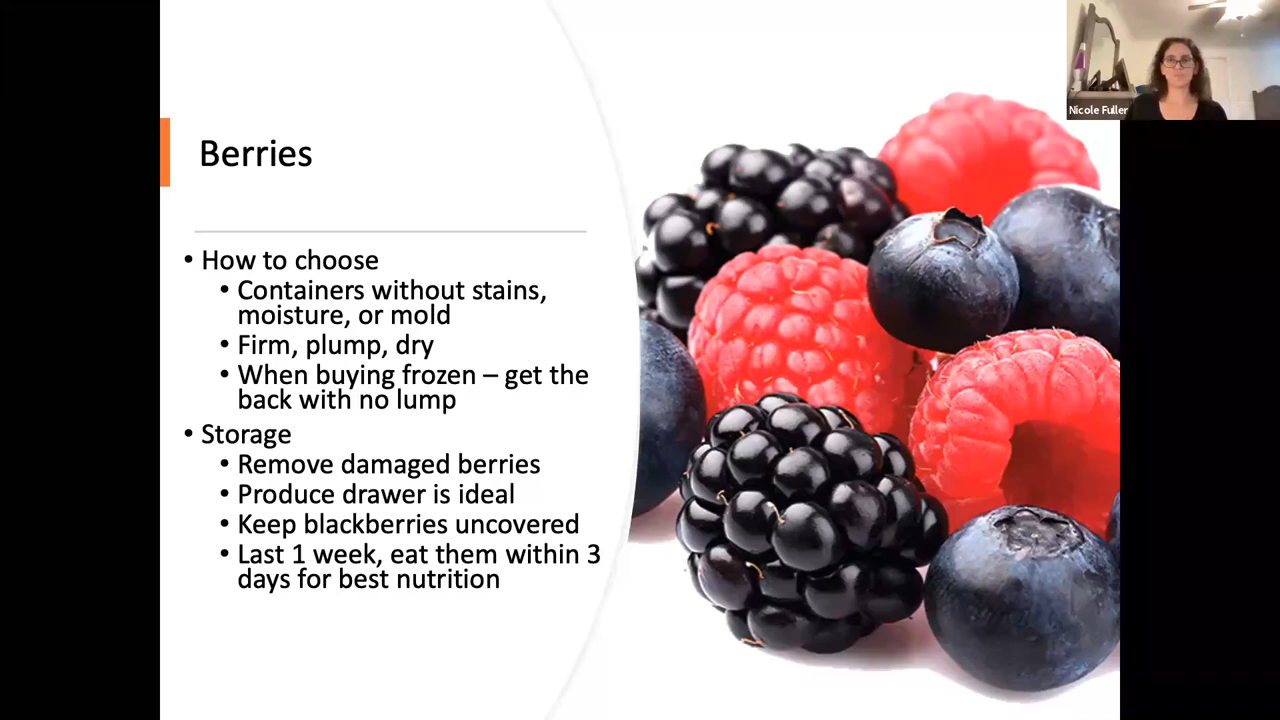 Berries
• How to choose
• Containers without stains,
moisture, or mold
• Firm, plump, dry
• When buying frozen – get the
back with no lump
• Storage
• Remove damaged berries
• Produce drawer is ideal
• Keep blackberries uncovered
• Last 1 week, eat them within 3
days for best nutrition
Nicole Fuller